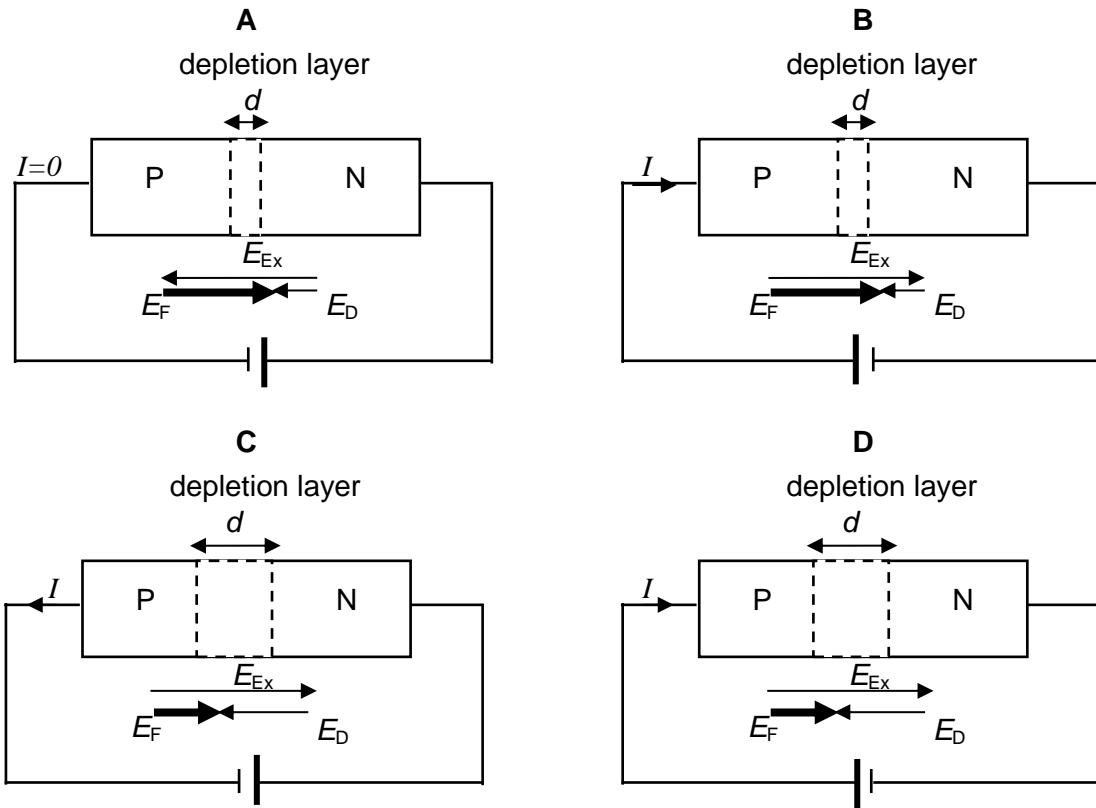 A
depletion layer
d
I=0
P
N
E_Ex
E_F
E_D
B
depletion layer
d
I
P
N
E_Ex
E_F
E_D
C
depletion layer
d
I
P
N
E_Ex
E_F
E_D
D
depletion layer
d
I
P
N
E_Ex
E_F
E_D